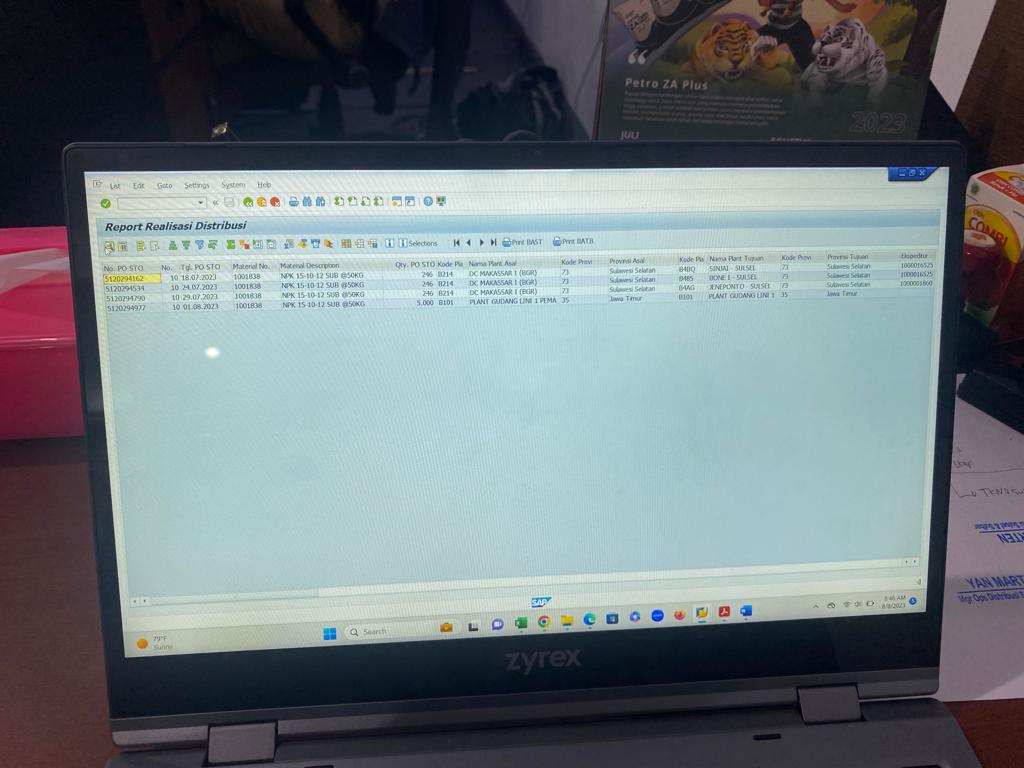 Petro ZA Plus
2023
JULI
List Edit Goto Settings System Help
Report Realisasi Distribusi
Selections Print BAST Print BATB
No. PO STO No. Tgl. PO STO Material No. Material Description Qty. PO STO Kode Pla Nama Plant Asal Kode Provi Provinsi Asal Kode Pla Nama Plant Tujuan Kode Provi Provinsi Tujuan Ekspeditur
5120294162 10 18.07.2023 1001838 NPK 15-10-12 SUB @50KG 246 B214 DC MAKASSAR I (BGR) 73 Sulawesi Selatan B4BQ SINJAI - SULSEL 73 Sulawesi Selatan 1000016525
5120294534 10 24.07.2023 1001838 NPK 15-10-12 SUB @50KG 246 B214 DC MAKASSAR I (BGR) 73 Sulawesi Selatan B485 BONE I - SULSEL 73 Sulawesi Selatan 1000016525
5120294790 10 29.07.2023 1001838 NPK 15-10-12 SUB @50KG 246 B214 DC MAKASSAR I (BGR) 73 Sulawesi Selatan B4AG JENEPONTO - SULSEL 73 Sulawesi Selatan 1090001860
5120294977 10 01.08.2023 1001838 NPK 15-10-12 SUB @50KG 5.000 B101 PLANT GUDANG LINI 1 PEMA 35 Jawa Timur B101 PLANT GUDANG LINI 1 35 Jawa Timur
SAP
79°F
Sunny
Search
8:46 AM
8/8/2023
zyrex
COMBI
YAN MART
Mgr Ops Distribusi S